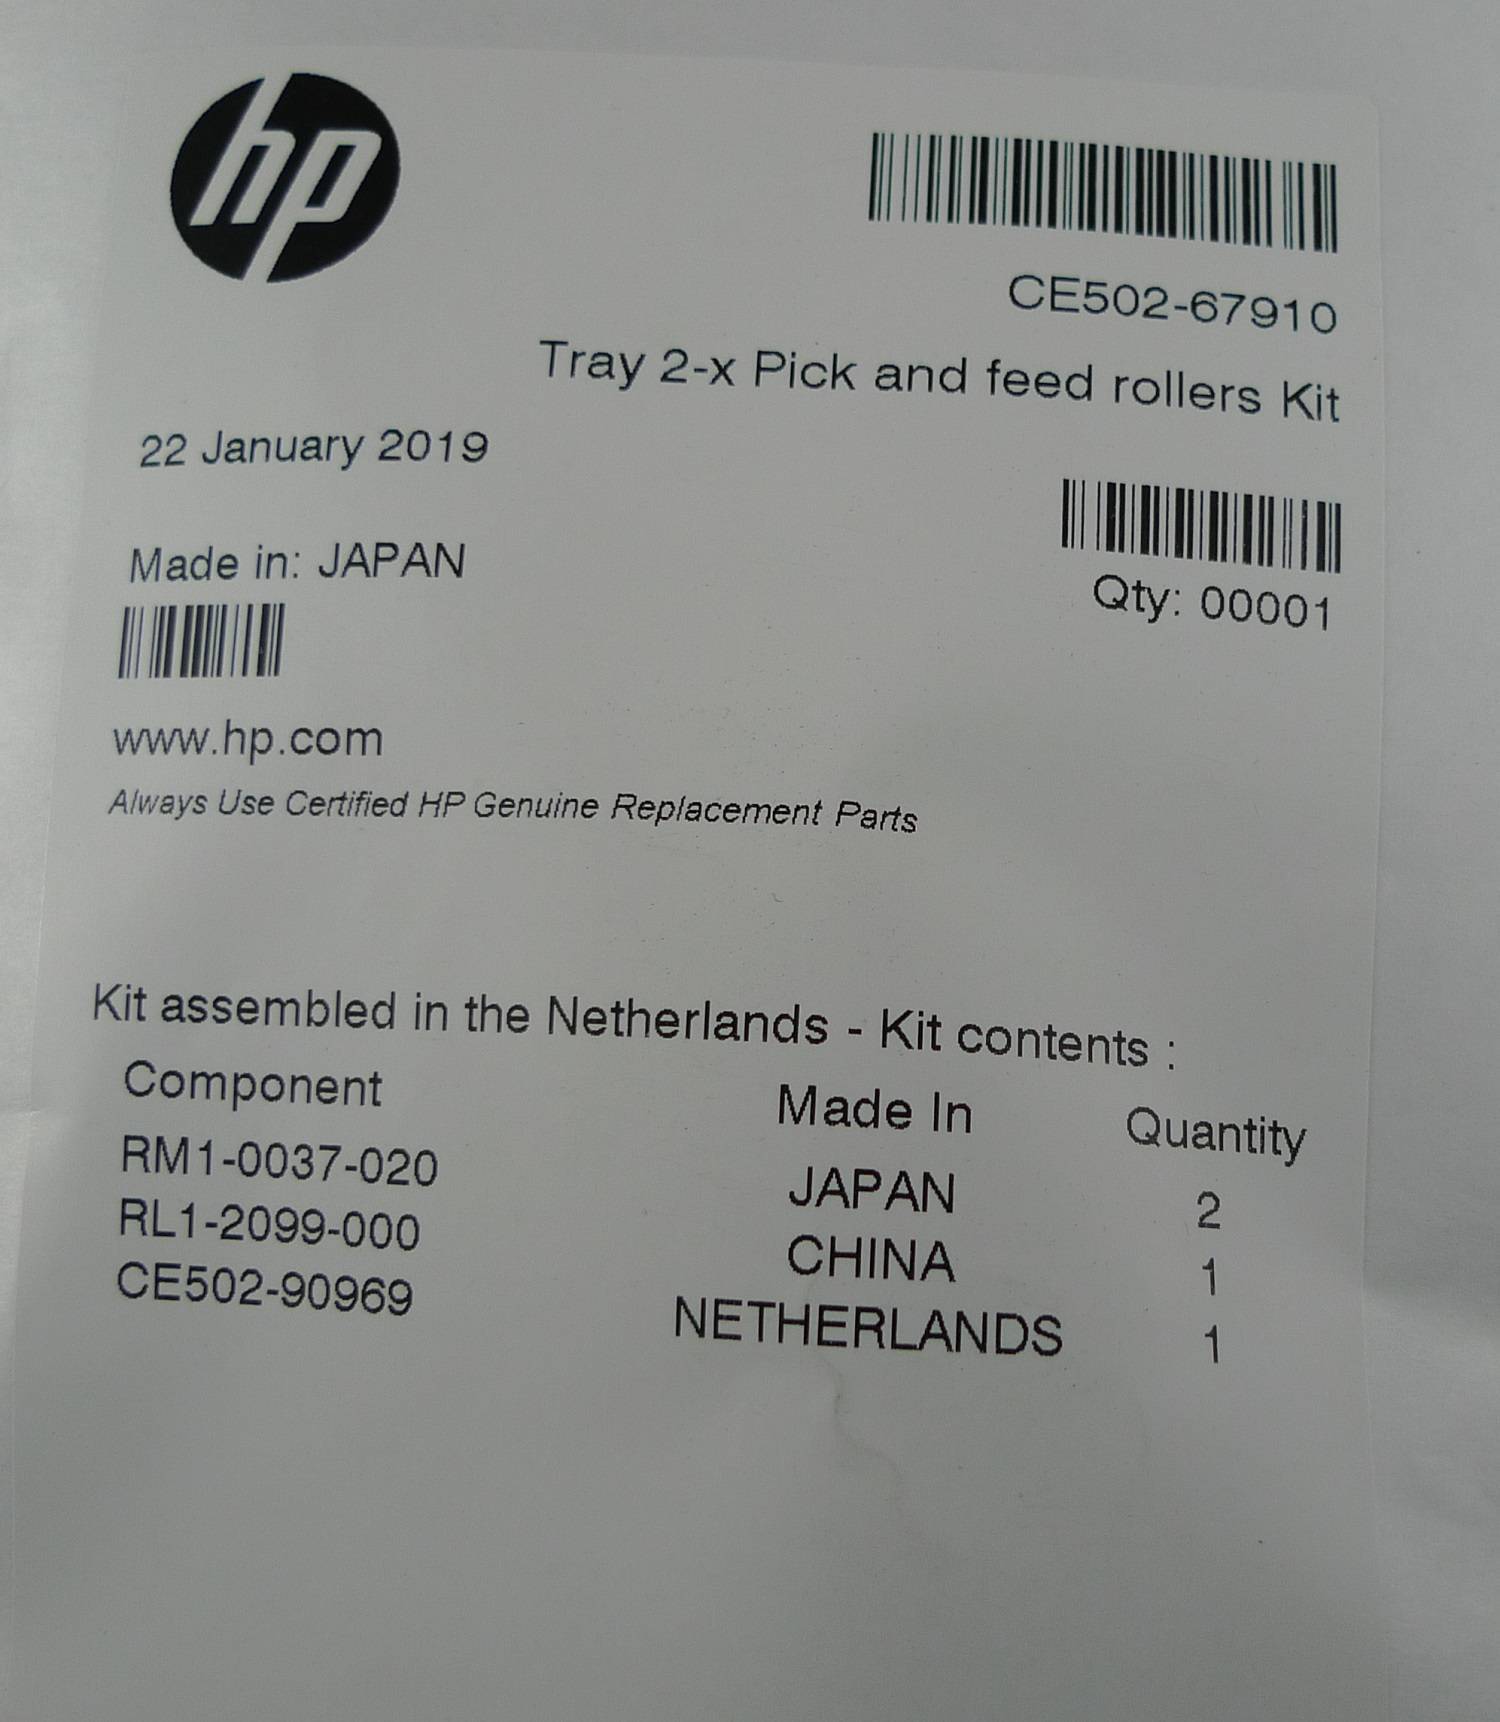 hp
CE502-67910
Tray 2-x Pick and feed rollers Kit
22 January 2019
Made in: JAPAN
Qty: 00001
www.hp.com
Always Use Certified HP Genuine Replacement Parts
Kit assembled in the Netherlands - Kit contents :
Component Made In Quantity
RM1-0037-020 JAPAN 2
RL1-2099-000 CHINA 1
CE502-90969 NETHERLANDS 1